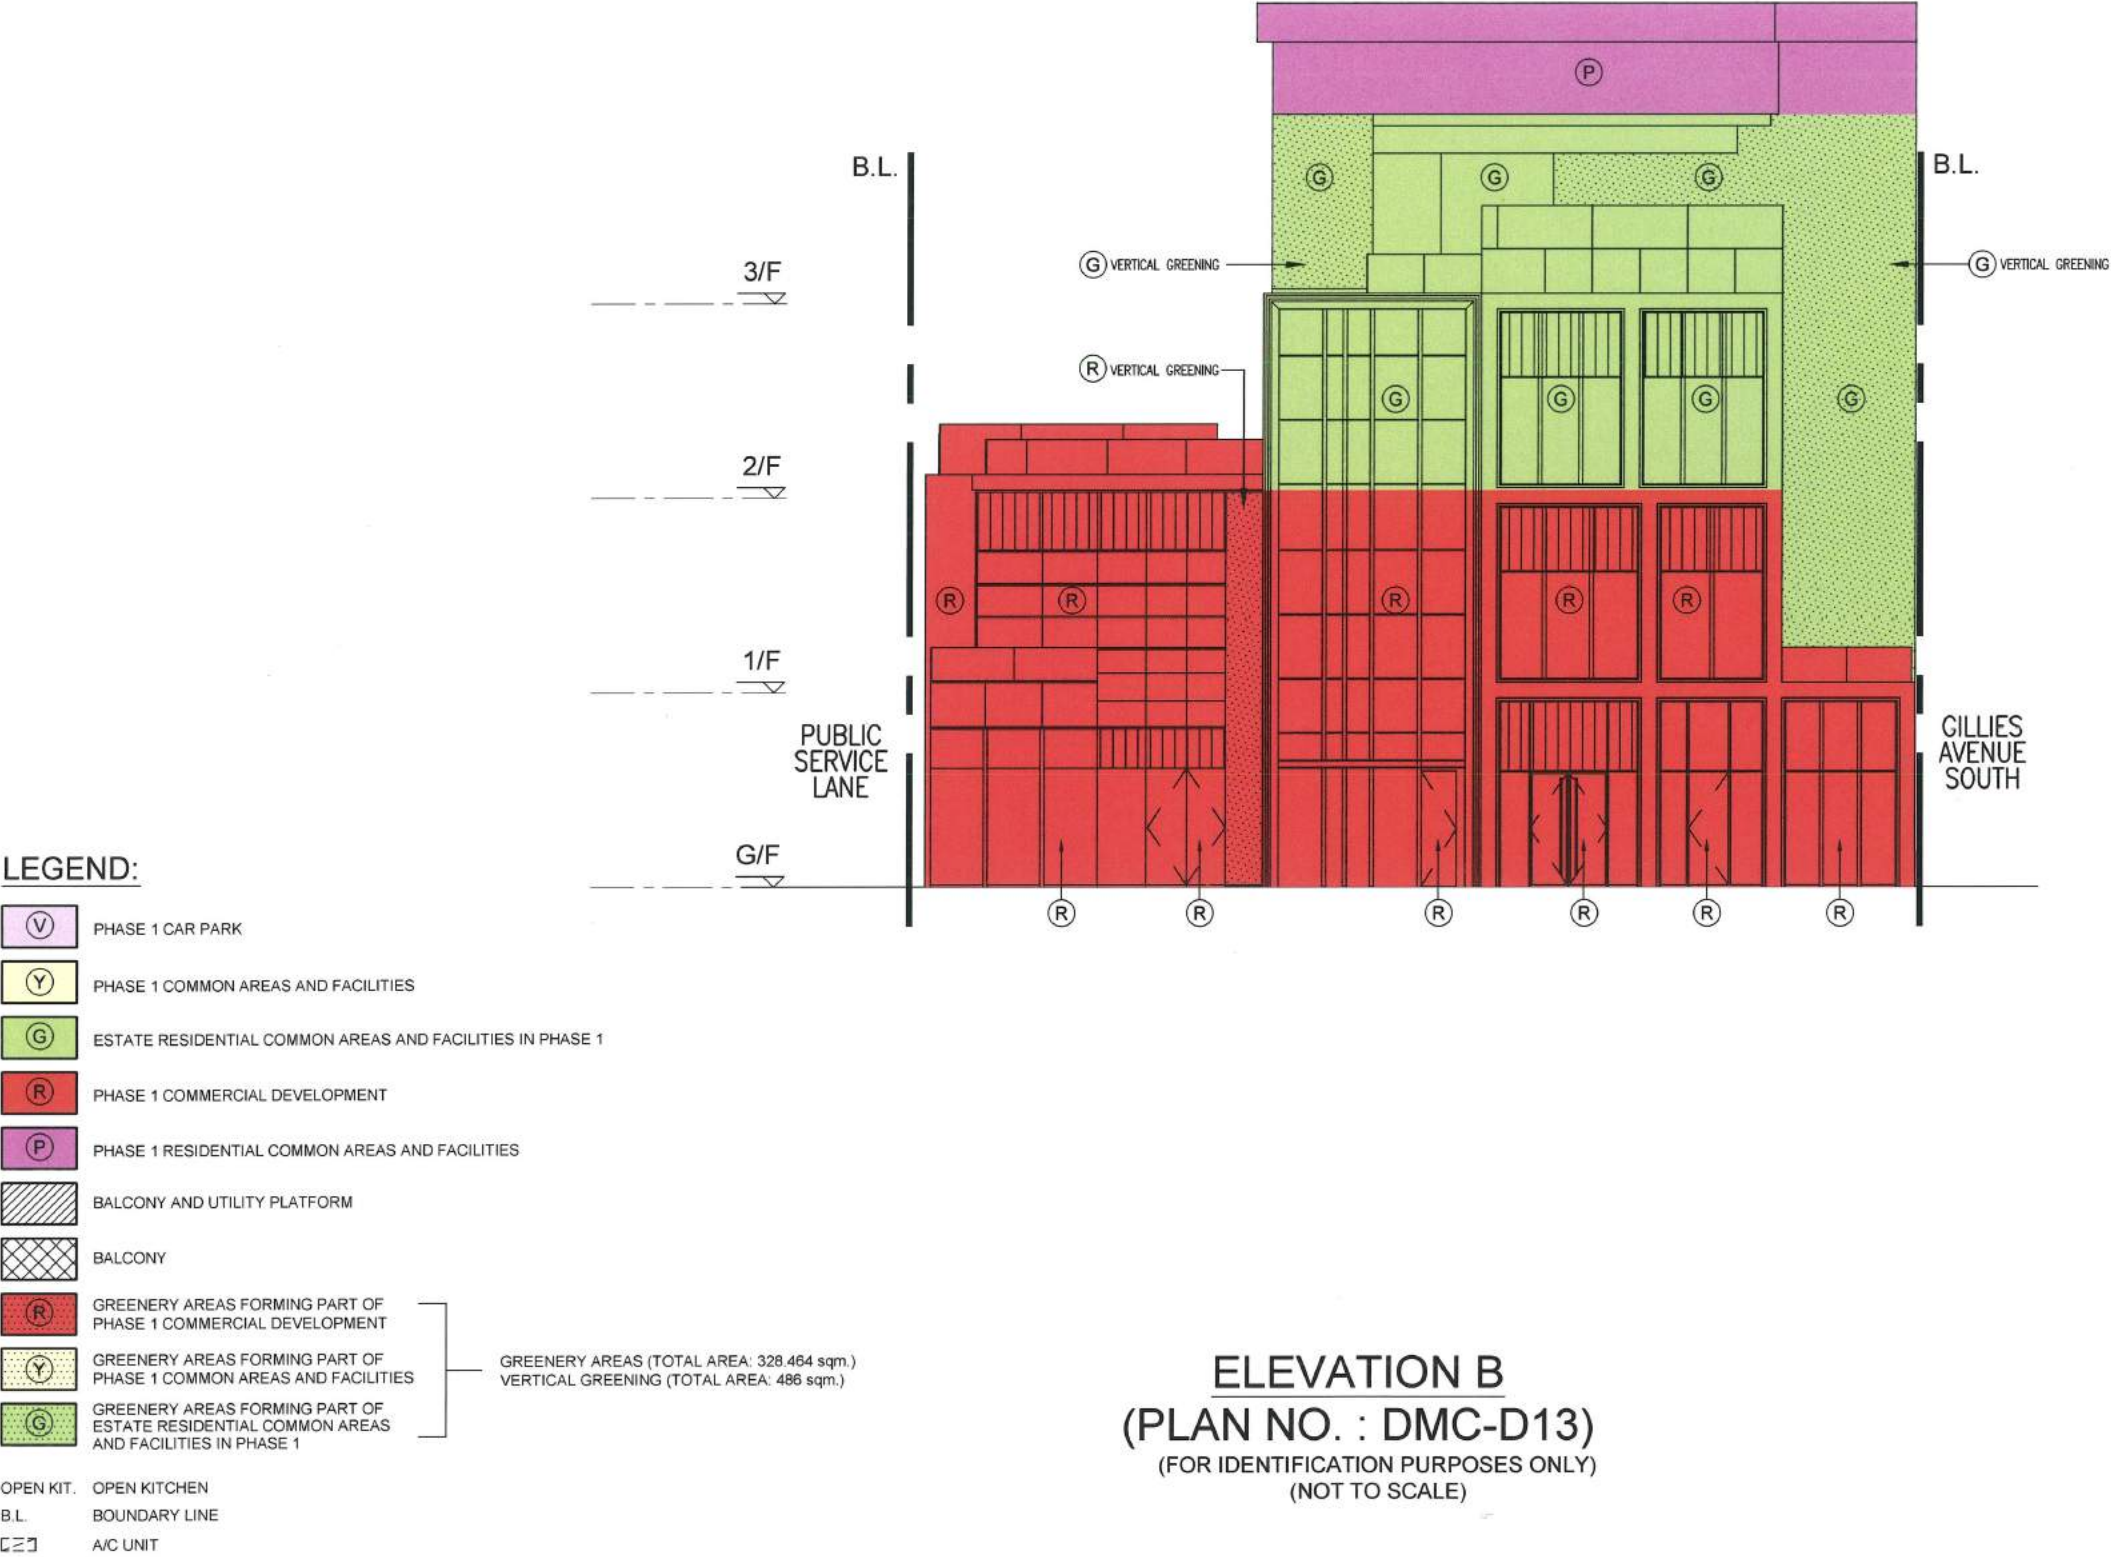 P
B.L.
B.L.
G
G
G
G VERTICAL GREENING
G VERTICAL GREENING
3/F
R VERTICAL GREENING
G
G
G
G
2/F
R
R
R
R
R
1/F
PUBLIC
SERVICE
LANE
GILLIES
AVENUE
SOUTH
G/F
R
R
R
R
R
R
LEGEND:
V PHASE 1 CAR PARK
Y PHASE 1 COMMON AREAS AND FACILITIES
G ESTATE RESIDENTIAL COMMON AREAS AND FACILITIES IN PHASE 1
R PHASE 1 COMMERCIAL DEVELOPMENT
P PHASE 1 RESIDENTIAL COMMON AREAS AND FACILITIES
BALCONY AND UTILITY PLATFORM
BALCONY
R GREENERY AREAS FORMING PART OF
PHASE 1 COMMERCIAL DEVELOPMENT
Y GREENERY AREAS FORMING PART OF
PHASE 1 COMMON AREAS AND FACILITIES
G GREENERY AREAS FORMING PART OF
ESTATE RESIDENTIAL COMMON AREAS
AND FACILITIES IN PHASE 1
GREENERY AREAS (TOTAL AREA: 328.464 sqm.)
VERTICAL GREENING (TOTAL AREA: 486 sqm.)
OPEN KIT. OPEN KITCHEN
B.L. BOUNDARY LINE
A/C UNIT
ELEVATION B
(PLAN NO. : DMC-D13)
(FOR IDENTIFICATION PURPOSES ONLY)
(NOT TO SCALE)